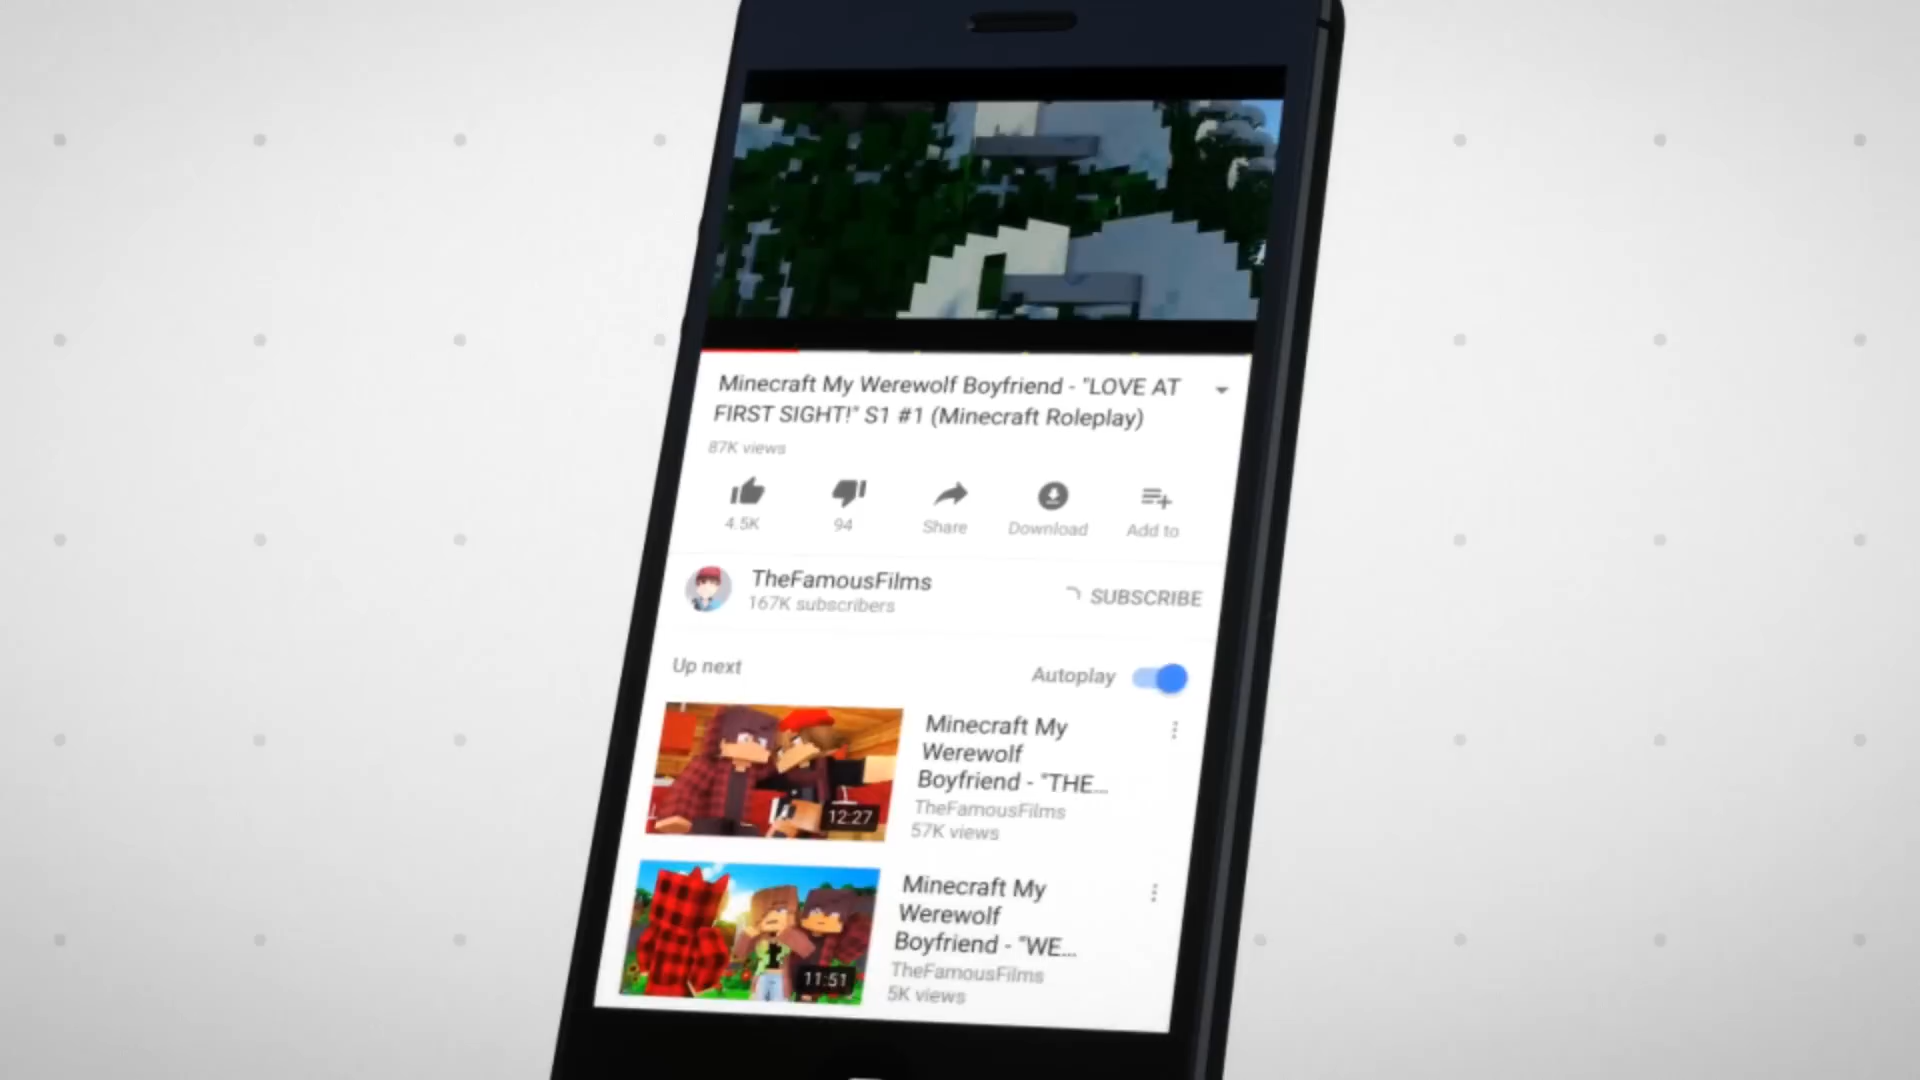 Minecraft My Werewolf Boyfriend - "LOVE AT
FIRST SIGHT!" S1 #1 (Minecraft Roleplay)
87K views
4.5K
94
Share
Download
Add to
TheFamousFilms
167K subscribers
SUBSCRIBE
Up next
Autoplay
Minecraft My
Werewolf
Boyfriend - "THE...
TheFamousFilms
57K views
12:27
Minecraft My
Werewolf
Boyfriend - "WE...
TheFamousFilms
5K views
11:51